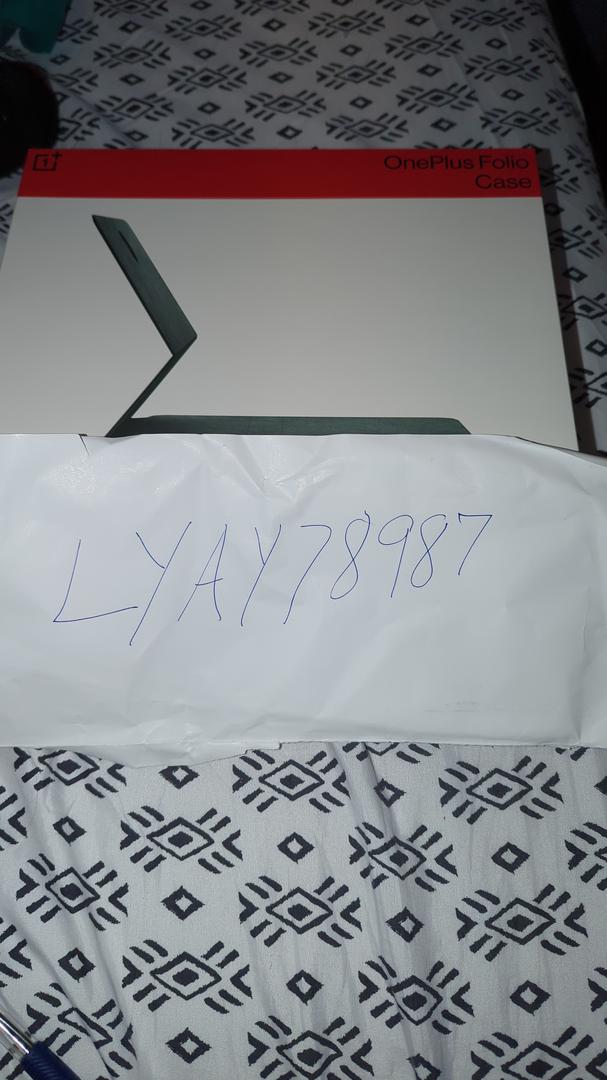 1+
OnePlus Folio
Case
LYAY78987